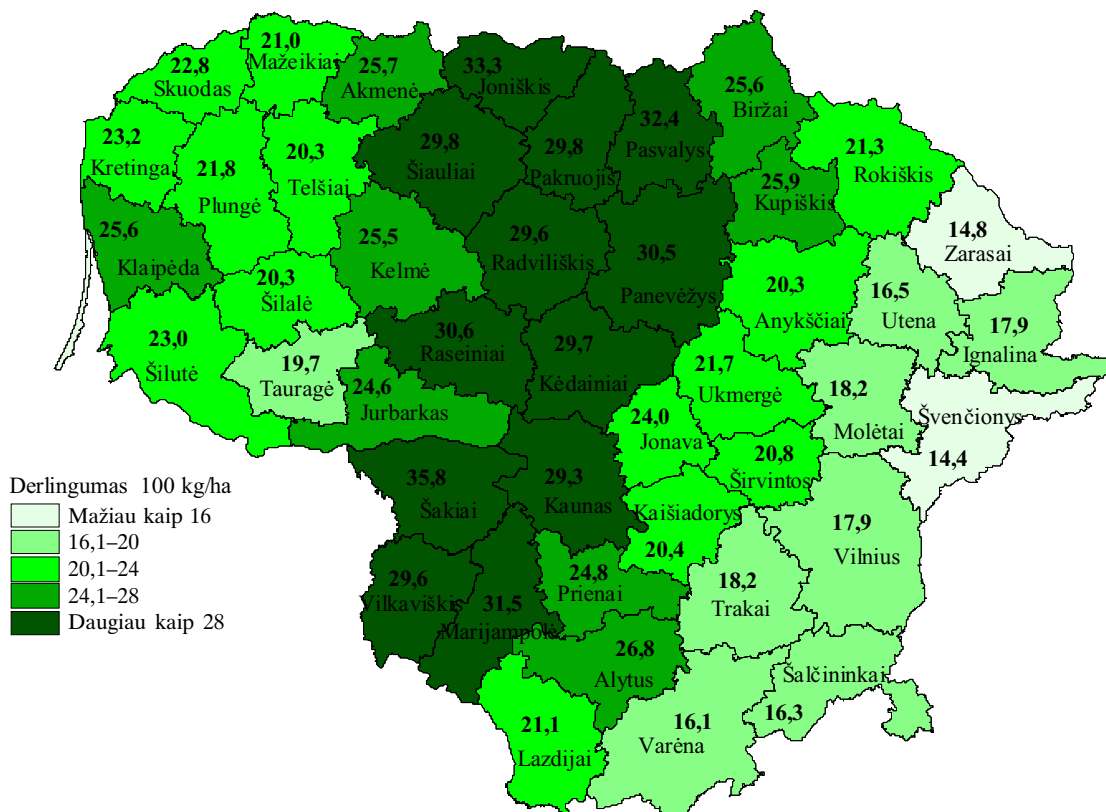 21,0
Mažeikiai
22,8
Skuodas
25,7
Akmenė
33,3
Joniškis
25,6
Biržai
23,2
Kretinga
21,8
Plungė
20,3
Telšiai
29,8
Šiauliai
29,8
Pakruojis
32,4
Pasvalys
21,3
Rokiškis
25,9
Kupiškis
25,6
Klaipėda
25,5
Kelmė
29,6
Radviliškis
30,5
Panevėžys
14,8
Zarasai
20,3
Šilalė
20,3
Anykščiai
16,5
Utena
17,9
Ignalina
23,0
Šilutė
19,7
Tauragė
30,6
Raseiniai
29,7
Kėdainiai
21,7
Ukmergė
18,2
Molėtai
Švenčionys
14,4
24,6
Jurbarkas
24,0
Jonava
20,8
Širvintos
35,8
Šakiai
29,3
Kaunas
Kaišiadorys
20,4
17,9
Vilnius
29,6
Vilkaviškis
31,5
Marijampolė
24,8
Prienai
18,2
Trakai
26,8
Alytus
Šalčininkai
16,3
21,1
Lazdijai
16,1
Varėna
Derlingumas 100 kg/ha
Mažiau kaip 16
16,1–20
20,1–24
24,1–28
Daugiau kaip 28